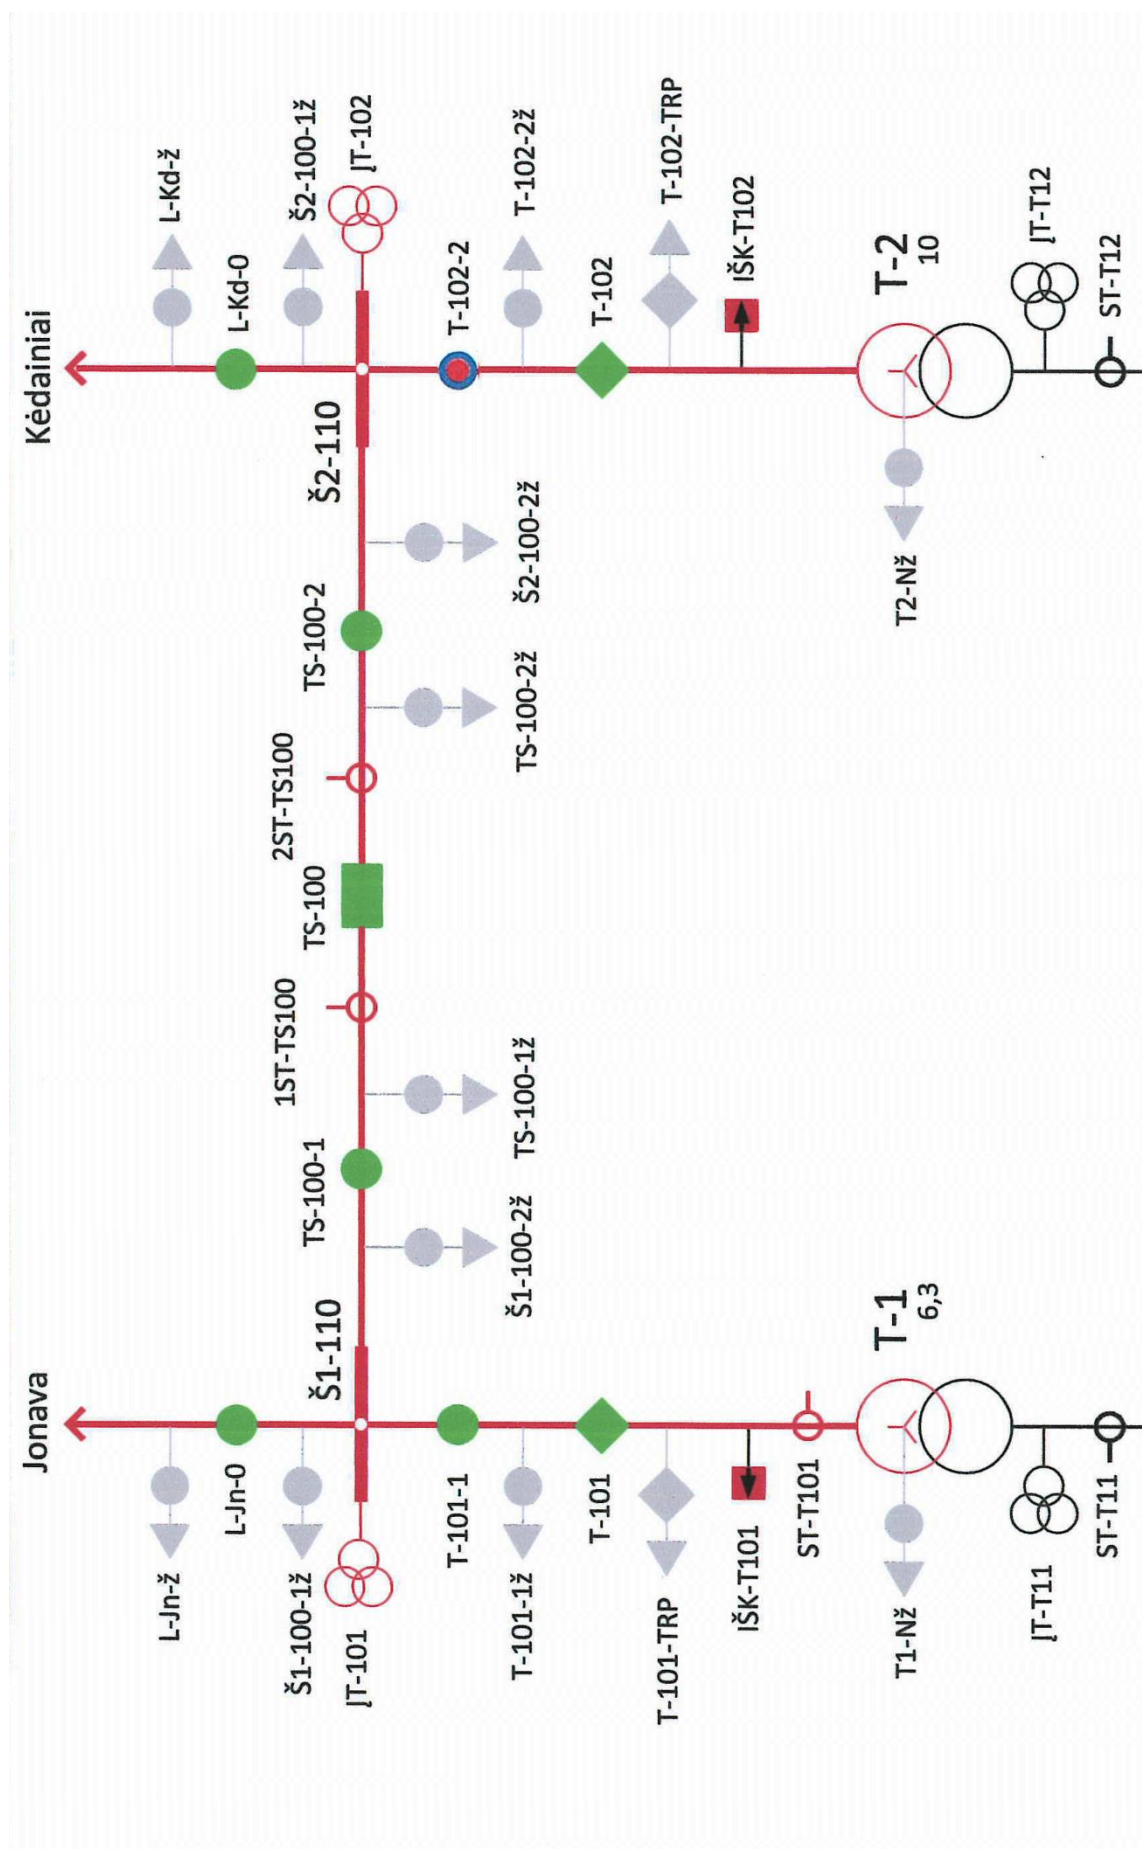 Jonava
Kėdainiai
L-Jn-ž
L-Kd-ž
L-Jn-0
L-Kd-0
Š1-100-1ž
Š2-100-1ž
Š1-110
TS-100-1
1ST-TS100
TS-100
2ST-TS100
TS-100-2
Š2-110
ĮT-101
ĮT-102
T-101-1
T-102-2
Š1-100-2ž
TS-100-1ž
TS-100-2ž
Š2-100-2ž
T-101-1ž
T-102-2ž
T-101
T-102
T-101-TRP
T-102-TRP
IŠK-T101
IŠK-T102
ST-T101
T-1
6,3
T-2
10
T1-Nž
T2-Nž
ĮT-T11
ĮT-T12
ST-T11
ST-T12